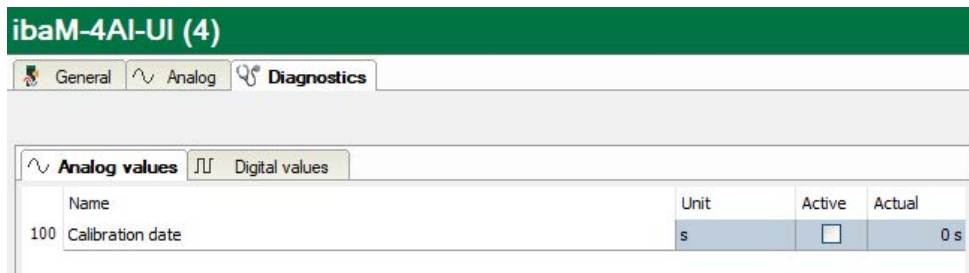 ibaM-4AI-UI (4)
General Analog Diagnostics
Analog values Digital values
Name Unit Active Actual
100 Calibration date s 0 s